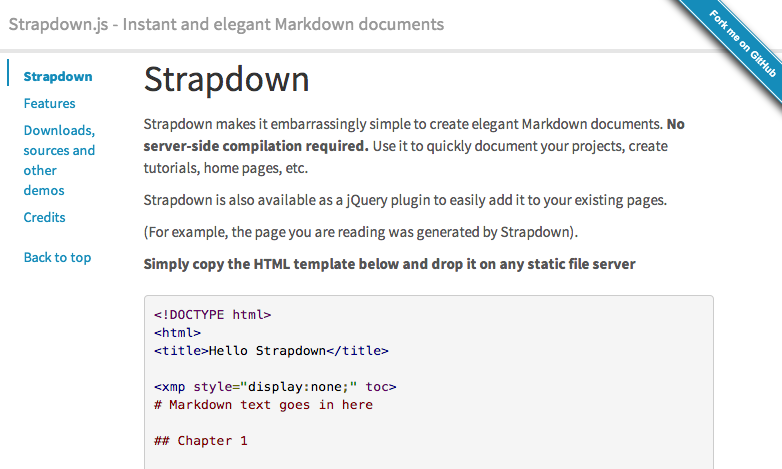 Strapdown.js - Instant and elegant Markdown documents
Fork me on GitHub
Strapdown
Features
Downloads,
sources and
other
demos
Credits
Back to top
Strapdown
Strapdown makes it embarrassingly simple to create elegant Markdown documents. No
server-side compilation required. Use it to quickly document your projects, create
tutorials, home pages, etc.
Strapdown is also available as a jQuery plugin to easily add it to your existing pages.
(For example, the page you are reading was generated by Strapdown).
Simply copy the HTML template below and drop it on any static file server
<!DOCTYPE html>
<html>
<title>Hello Strapdown</title>
<xmp style="display:none;" toc>
# Markdown text goes in here
## Chapter 1